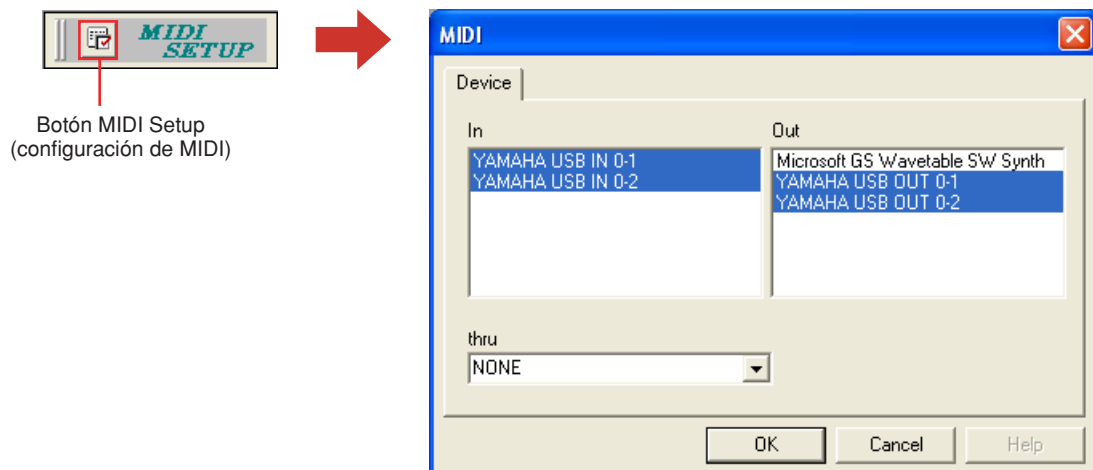 MIDI
SETUP
Botón MIDI Setup
(configuración de MIDI)
MIDI
Device
In
YAMAHA USB IN 0-1
YAMAHA USB IN 0-2
Out
Microsoft GS Wavetable SW Synth
YAMAHA USB OUT 0-1
YAMAHA USB OUT 0-2
thru
NONE
OK
Cancel
Help